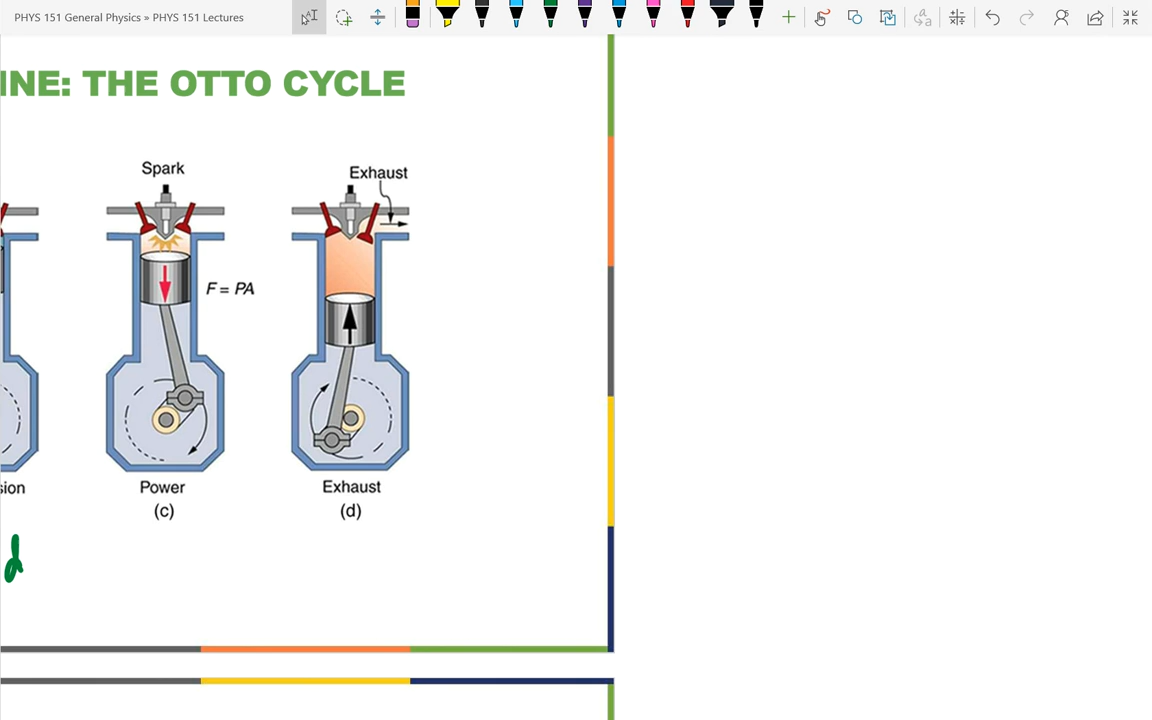 PHYS 151 General Physics » PHYS 151 Lectures
INE: THE OTTO CYCLE
Spark
Exhaust
F = PA
sion
Power
Exhaust
(c)
(d)